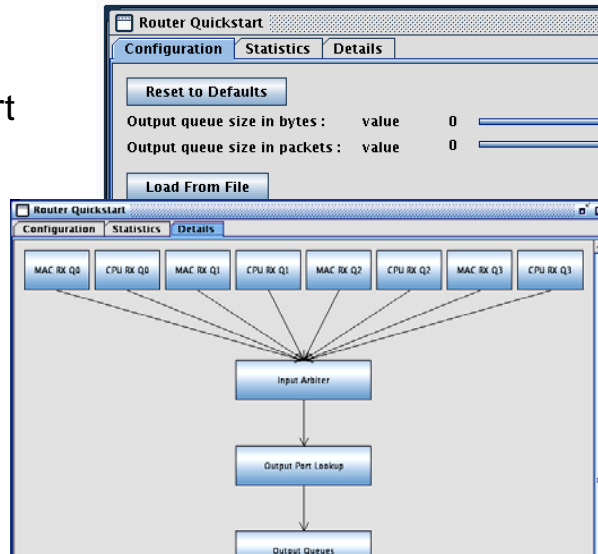 rt
Router Quickstart
Configuration Statistics Details
Reset to Defaults
Output queue size in bytes : value 0
Output queue size in packets : value 0
Load From File
Router Quickstart
Configuration Statistics Details
MAC RX Q0 CPU RX Q0 MAC RX Q1 CPU RX Q1 MAC RX Q2 CPU RX Q2 MAC RX Q3 CPU RX Q3
Input Arbiter
Output Port Lookup
Output Queues